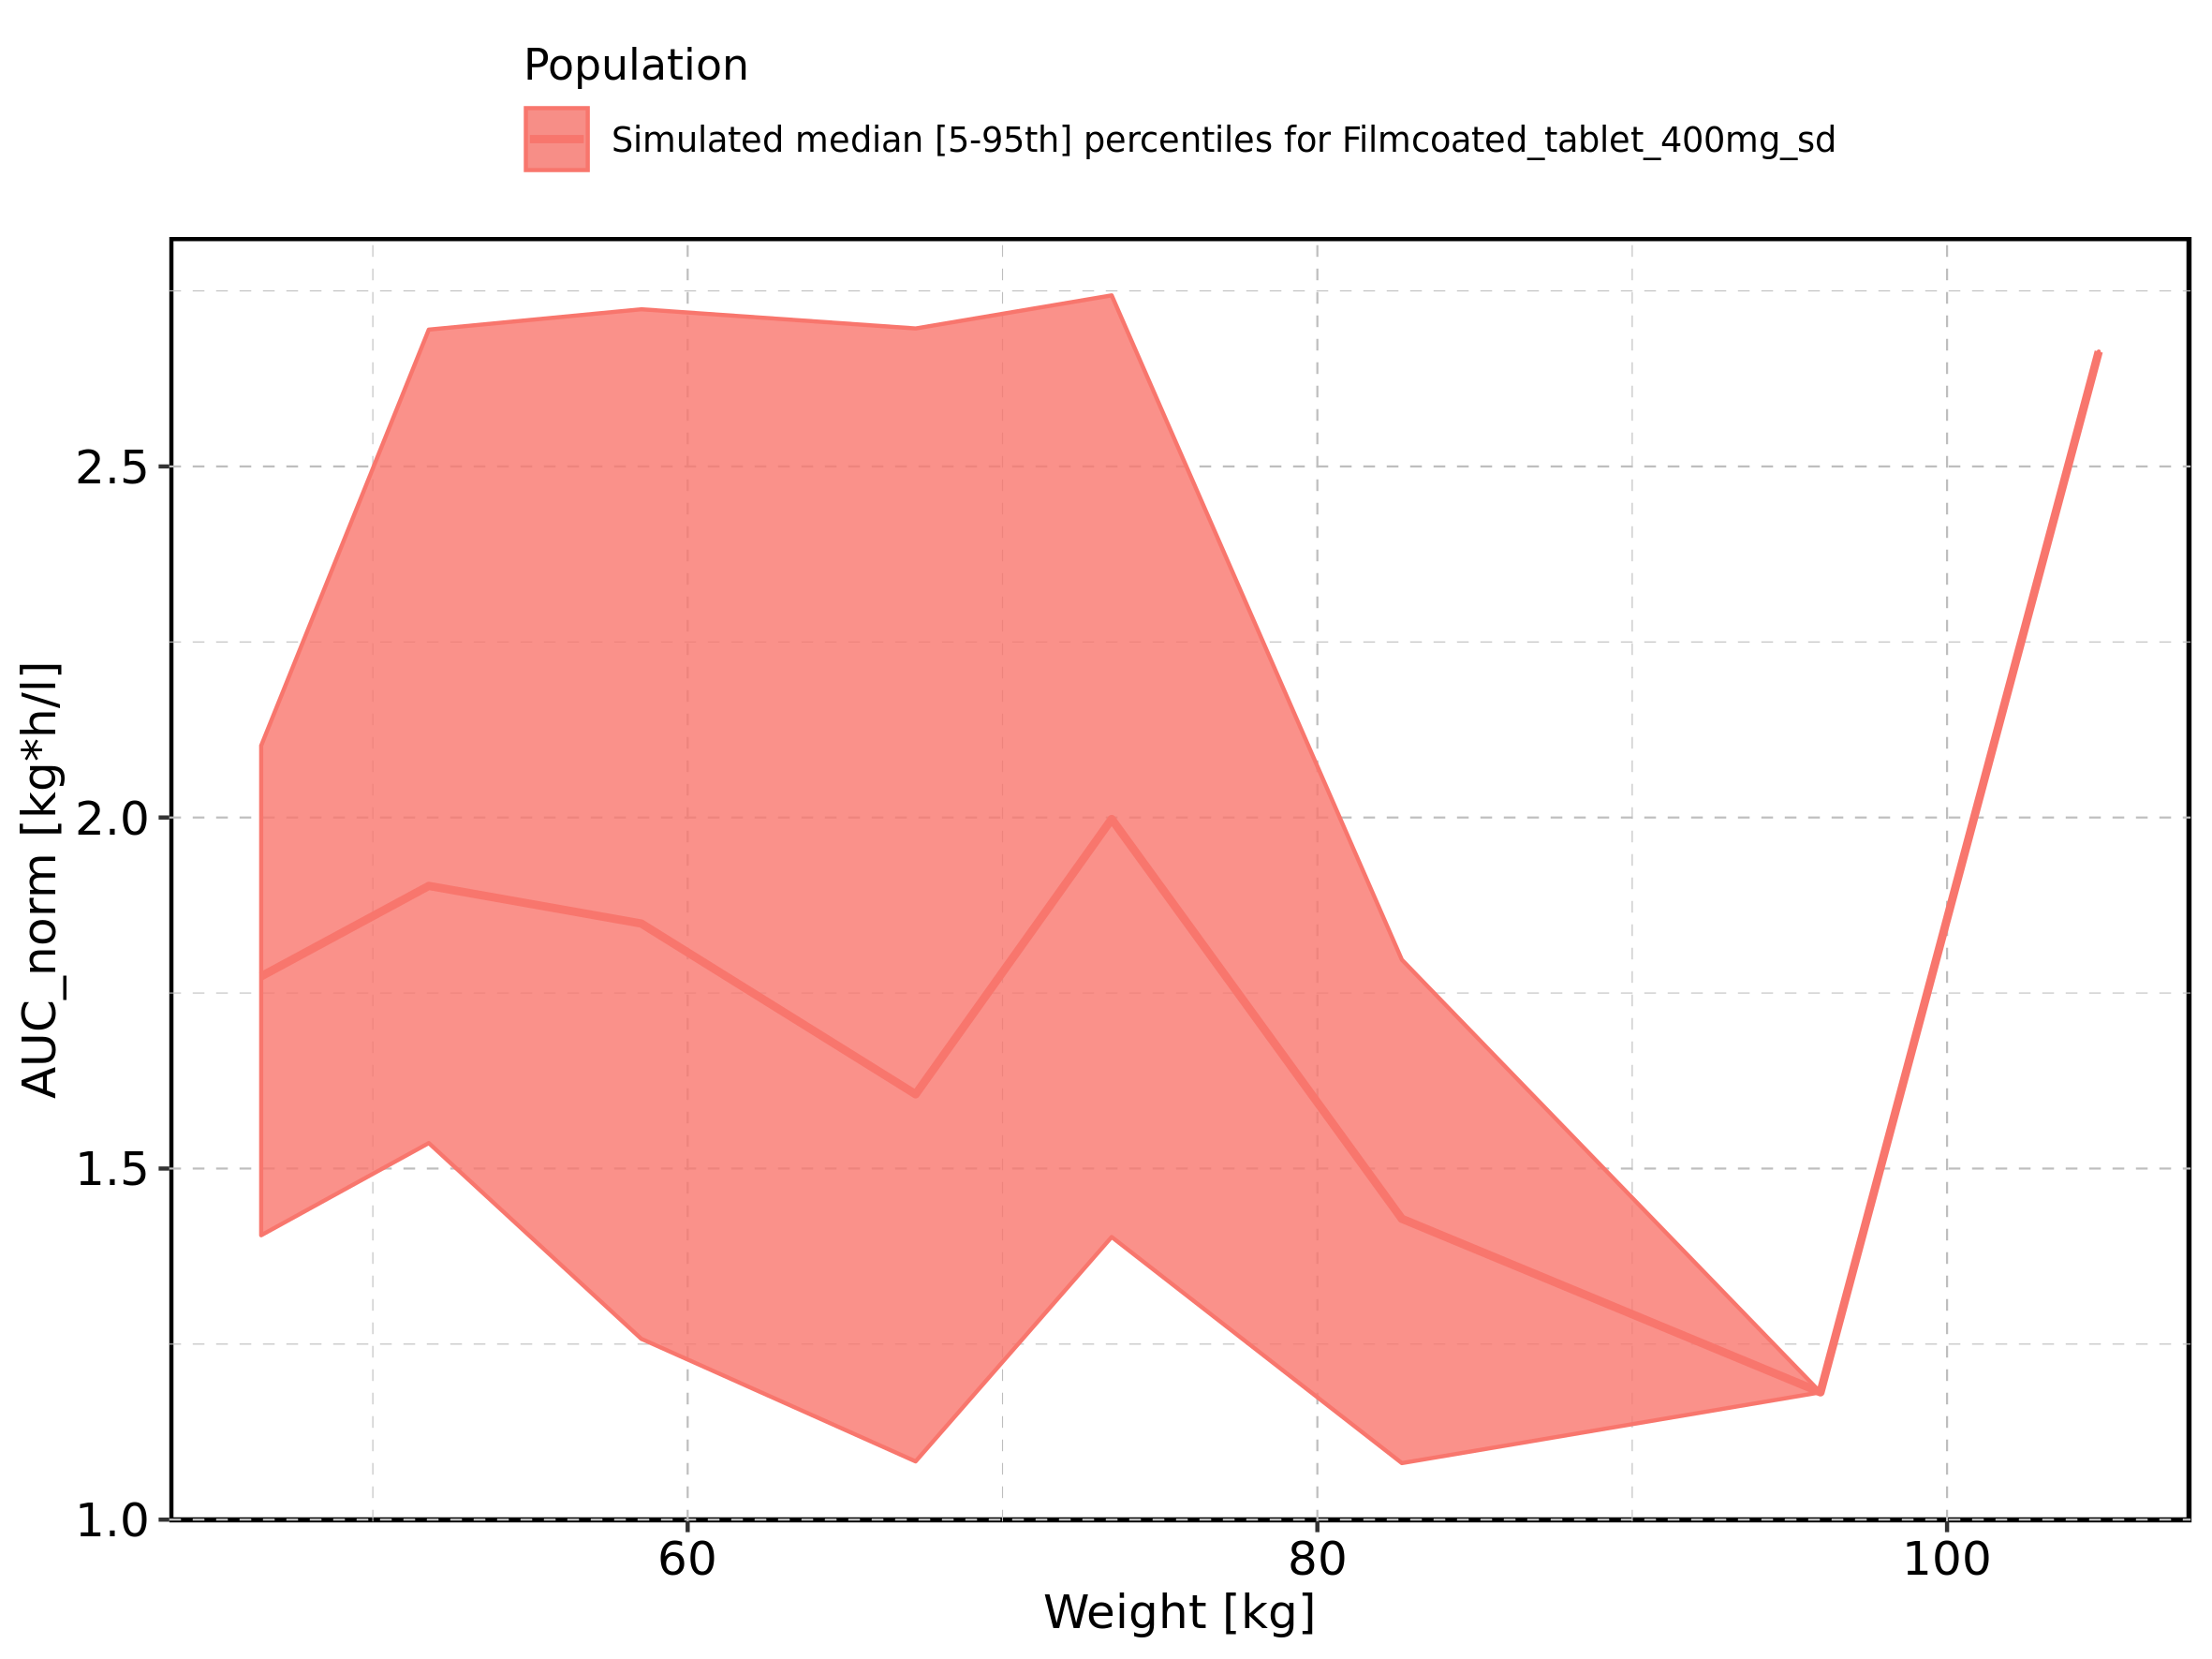 Population
Simulated median [5-95th] percentiles for Filmcoated_tablet_400mg_sd
AUC_norm [kg*h/l]
2.5
2.0
1.5
1.0
60
80
100
Weight [kg]